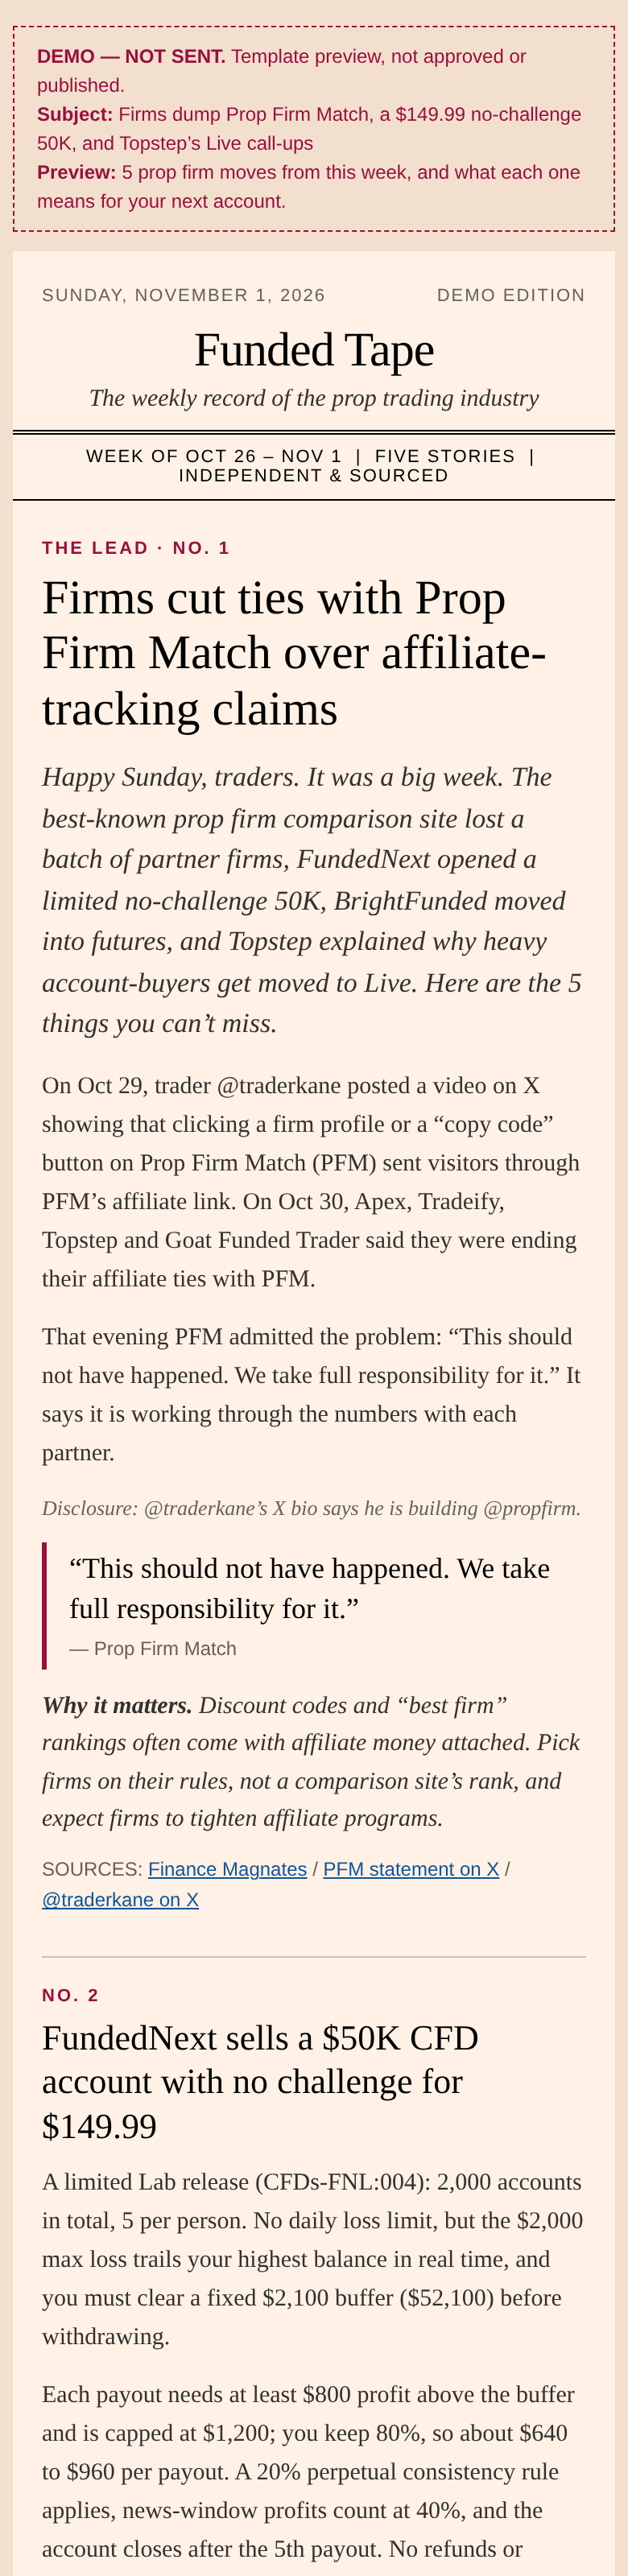 DEMO — NOT SENT. Template preview, not approved or
published.
Subject: Firms dump Prop Firm Match, a $149.99 no-challenge
50K, and Topstep’s Live call-ups
Preview: 5 prop firm moves from this week, and what each one
means for your next account.
SUNDAY, NOVEMBER 1, 2026 DEMO EDITION
Funded Tape
The weekly record of the prop trading industry
WEEK OF OCT 26 – NOV 1 | FIVE STORIES |
INDEPENDENT & SOURCED
THE LEAD · NO. 1
Firms cut ties with Prop
Firm Match over affiliate-
tracking claims
Happy Sunday, traders. It was a big week. The
best-known prop firm comparison site lost a
batch of partner firms, FundedNext opened a
limited no-challenge 50K, BrightFunded moved
into futures, and Topstep explained why heavy
account-buyers get moved to Live. Here are the 5
things you can’t miss.
On Oct 29, trader @traderkane posted a video on X
showing that clicking a firm profile or a “copy code”
button on Prop Firm Match (PFM) sent visitors through
PFM’s affiliate link. On Oct 30, Apex, Tradeify,
Topstep and Goat Funded Trader said they were ending
their affiliate ties with PFM.
That evening PFM admitted the problem: “This should
not have happened. We take full responsibility for it.” It
says it is working through the numbers with each
partner.
Disclosure: @traderkane’s X bio says he is building @propfirm.
“This should not have happened. We take
full responsibility for it.”
— Prop Firm Match
Why it matters. Discount codes and “best firm”
rankings often come with affiliate money attached. Pick
firms on their rules, not a comparison site’s rank, and
expect firms to tighten affiliate programs.
SOURCES: Finance Magnates / PFM statement on X /
@traderkane on X
NO. 2
FundedNext sells a $50K CFD
account with no challenge for
$149.99
A limited Lab release (CFDs-FNL:004): 2,000 accounts
in total, 5 per person. No daily loss limit, but the $2,000
max loss trails your highest balance in real time, and
you must clear a fixed $2,100 buffer ($52,100) before
withdrawing.
Each payout needs at least $800 profit above the buffer
and is capped at $1,200; you keep 80%, so about $640
to $960 per payout. A 20% perpetual consistency rule
applies, news-window profits count at 40%, and the
account closes after the 5th payout. No refunds or